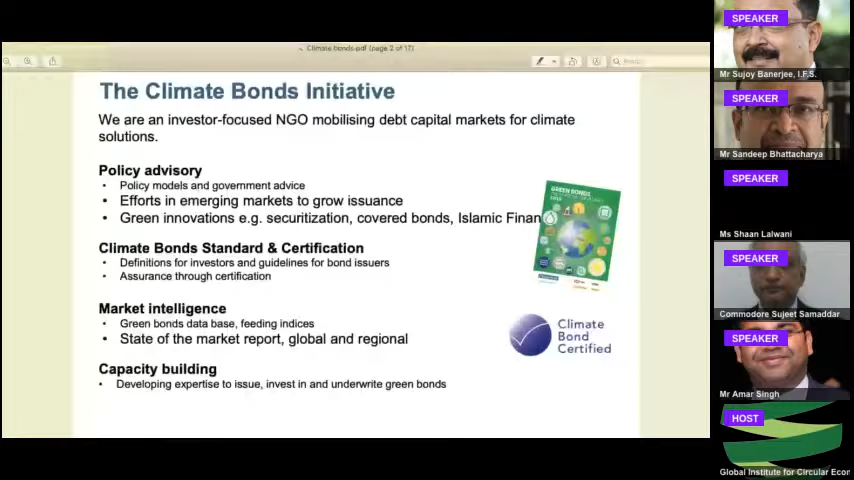 Climate bonds.pdf (page 2 of 17)
The Climate Bonds Initiative
We are an investor-focused NGO mobilising debt capital markets for climate
solutions.
Policy advisory
• Policy models and government advice
• Efforts in emerging markets to grow issuance
• Green innovations e.g. securitization, covered bonds, Islamic Finan
Climate Bonds Standard & Certification
• Definitions for investors and guidelines for bond issuers
• Assurance through certification
Market intelligence
• Green bonds data base, feeding indices
• State of the market report, global and regional
Capacity building
• Developing expertise to issue, invest in and underwrite green bonds
GREEN BONDS
Climate
Bond
Certified
SPEAKER
Mr Sujoy Banerjee, I.F.S.
SPEAKER
Mr Sandeep Bhattacharya
SPEAKER
Ms Shaan Lalwani
SPEAKER
Commodore Sujeet Samaddar
SPEAKER
Mr Amar Singh
HOST
Global Institute for Circular Econ